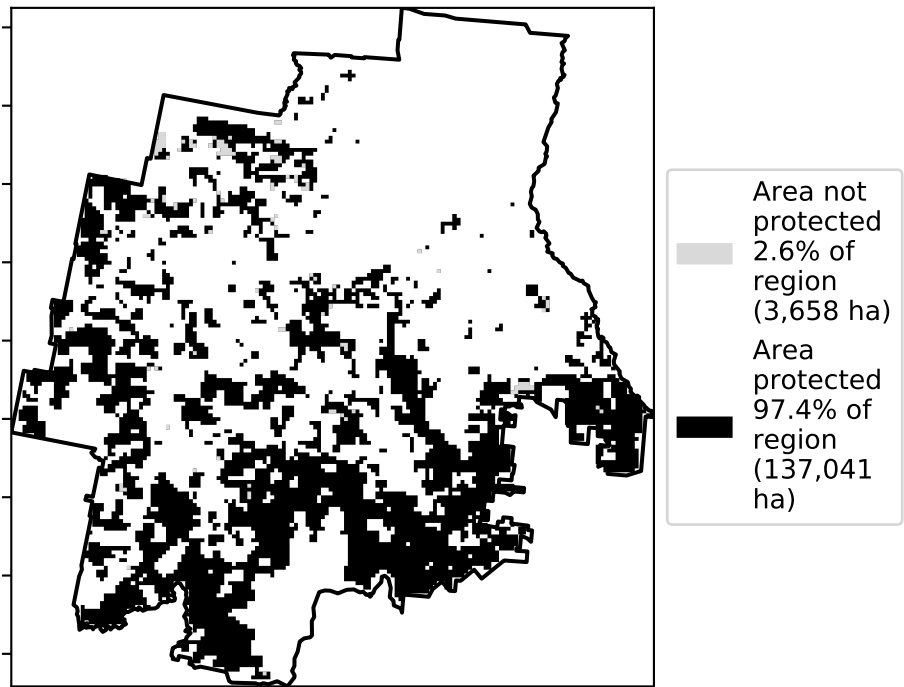 Area not
protected
2.6% of
region
(3,658 ha)
Area
protected
97.4% of
region
(137,041
ha)